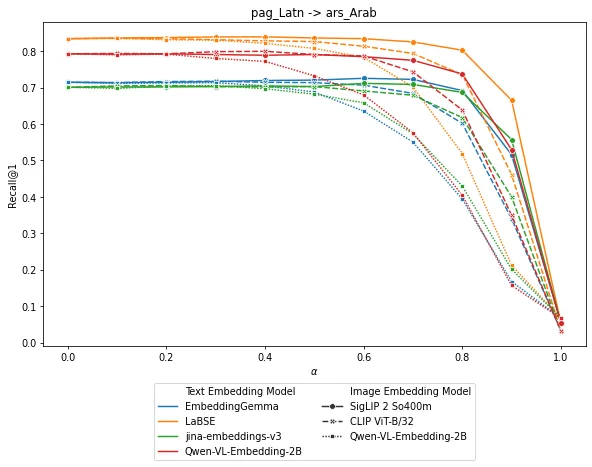 pag_Latn -> ars_Arab
Recall@1
0.8
0.7
0.6
0.5
0.4
0.3
0.2
0.1
0.0
0.0 0.2 0.4 0.6 0.8 1.0
α
Text Embedding Model Image Embedding Model
EmbeddingGemma SigLIP 2 So400m
LaBSE CLIP ViT-B/32
jina-embeddings-v3 Qwen-VL-Embedding-2B
Qwen-VL-Embedding-2B